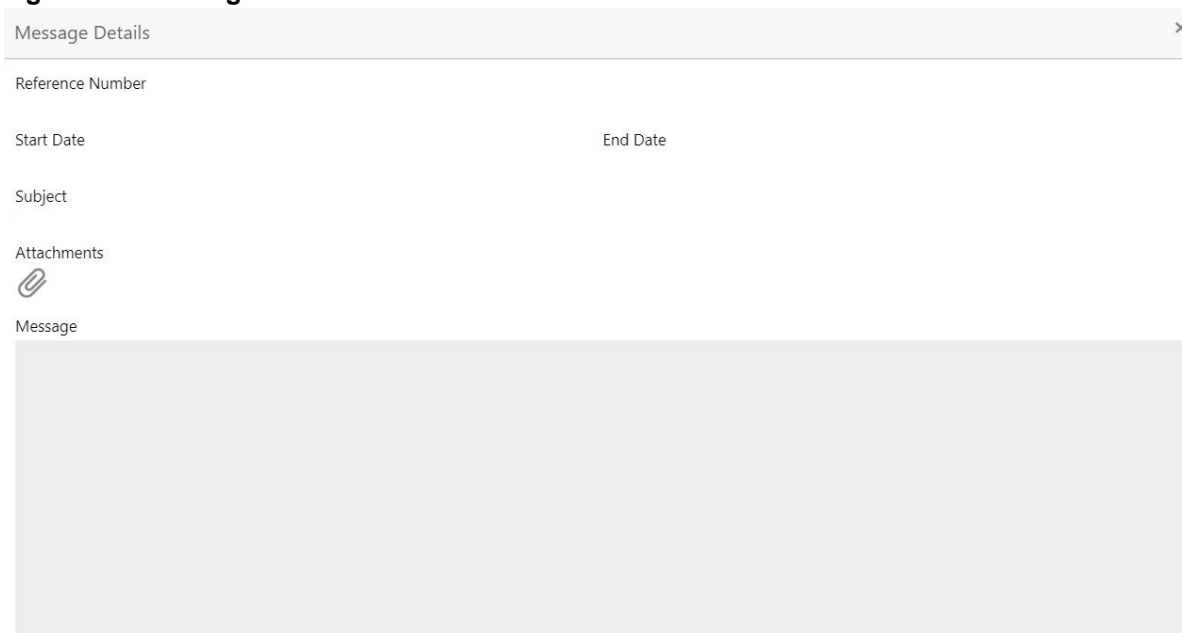 Message Details
Reference Number
Start Date End Date
Subject
Attachments
Message